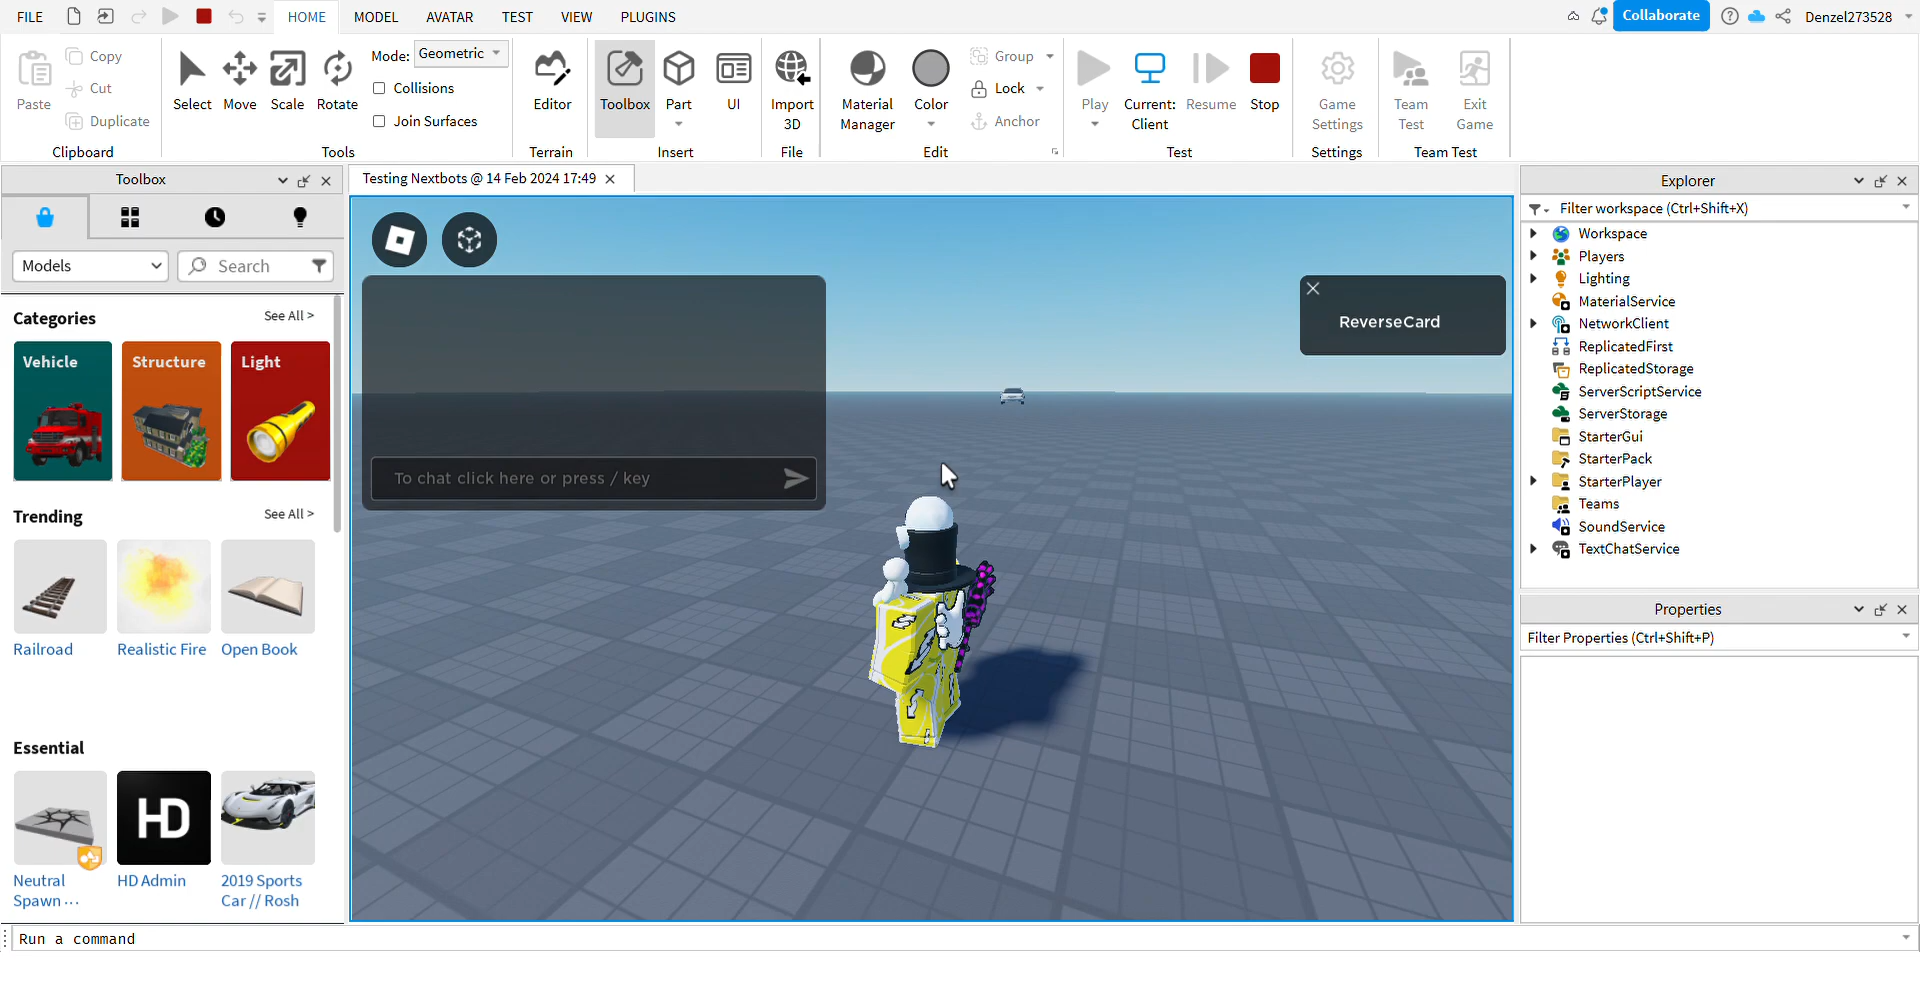 FILE HOME MODEL AVATAR TEST VIEW PLUGINS Collaborate Denzel273528
Paste Copy Cut Duplicate
Clipboard
Select Move Scale Rotate
Mode: Geometric
Collisions
Join Surfaces
Tools
Editor
Terrain
Toolbox Part UI
Insert
Import 3D
File
Material Manager Color
Group
Lock
Anchor
Edit
Play Current: Client Resume Stop
Test
Game Settings
Settings
Team Test Exit Game
Team Test
Toolbox
Models Search
Categories See All >
Vehicle Structure Light
Trending See All >
Railroad Realistic Fire Open Book
Essential
HD
Neutral Spawn ... HD Admin 2019 Sports Car // Rosh
Testing Nextbots @ 14 Feb 2024 17:49
To chat click here or press / key
ReverseCard
Explorer
Filter workspace (Ctrl+Shift+X)
Workspace
Players
Lighting
MaterialService
NetworkClient
ReplicatedFirst
ReplicatedStorage
ServerScriptService
ServerStorage
StarterGui
StarterPack
StarterPlayer
Teams
SoundService
TextChatService
Properties
Filter Properties (Ctrl+Shift+P)
Run a command